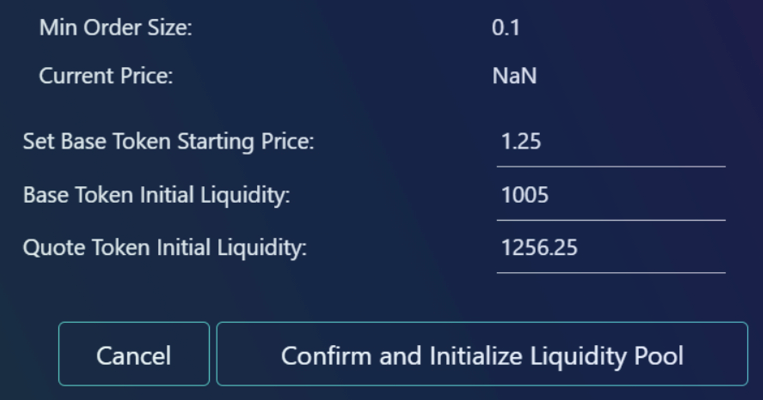 Min Order Size: 0.1
Current Price: NaN
Set Base Token Starting Price: 1.25
Base Token Initial Liquidity: 1005
Quote Token Initial Liquidity: 1256.25
Cancel Confirm and Initialize Liquidity Pool